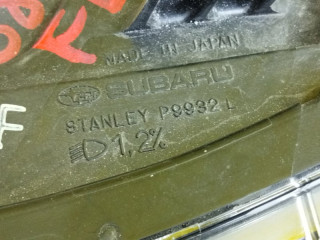 MADE IN JAPAN
SUBARU
STANLEY P9932-L
1,2%